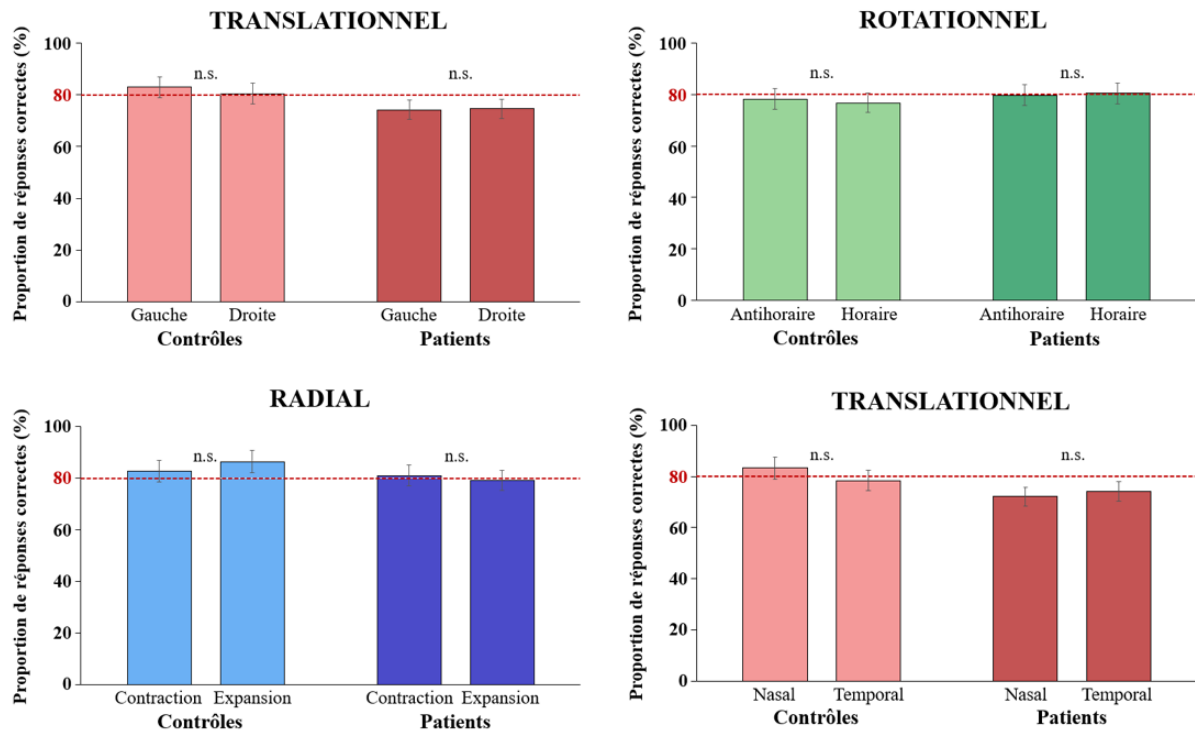 TRANSLATIONNEL
Proportion de réponses correctes (%)
100
80
60
40
20
0
n.s.
n.s.
Gauche Droite Gauche Droite
Contrôles Patients
ROTATIONNEL
Proportion de réponses correctes (%)
100
80
60
40
20
0
n.s.
n.s.
Antihoraire Horaire Antihoraire Horaire
Contrôles Patients
RADIAL
Proportion de réponses correctes (%)
100
80
60
40
20
0
n.s.
n.s.
Contraction Expansion Contraction Expansion
Contrôles Patients
TRANSLATIONNEL
Proportion de réponses correctes (%)
100
80
60
40
20
0
n.s.
n.s.
Nasal Temporal Nasal Temporal
Contrôles Patients